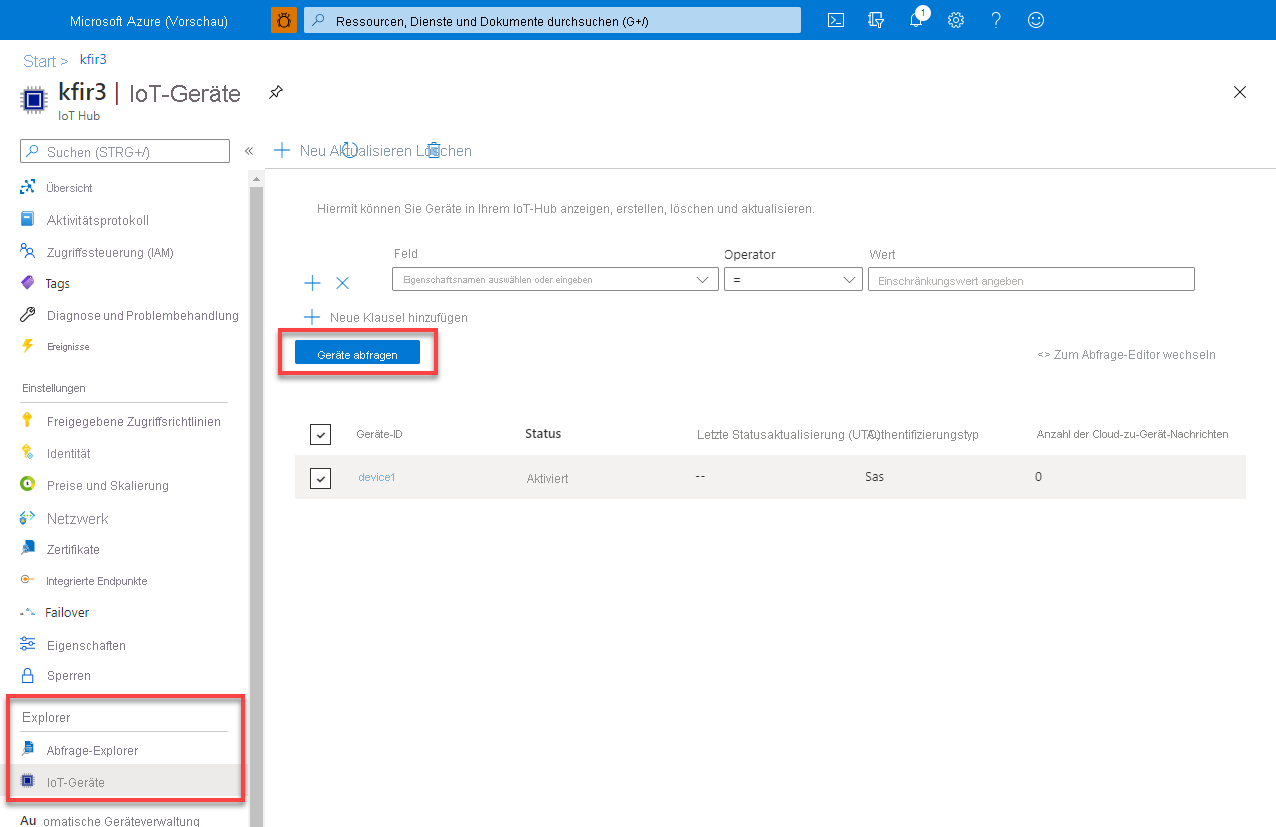 Microsoft Azure (Vorschau)
Ressourcen, Dienste und Dokumente durchsuchen (G+/)
1
Start > kfir3
kfir3 | IoT-Geräte
IoT Hub
Suchen (STRG+/)
«
Neu Aktualisieren Löschen
Übersicht
Aktivitätsprotokoll
Zugriffssteuerung (IAM)
Tags
Diagnose und Problembehandlung
Ereignisse
Einstellungen
Freigegebene Zugriffsrichtlinien
Identität
Preise und Skalierung
Netzwerk
Zertifikate
Integrierte Endpunkte
Failover
Eigenschaften
Sperren
Explorer
Abfrage-Explorer
IoT-Geräte
Au omatische Geräteverwaltung
Hiermit können Sie Geräte in Ihrem IoT-Hub anzeigen, erstellen, löschen und aktualisieren.
Feld Operator Wert
Eigenschaftsnamen auswählen oder eingeben = Einschränkungswert angeben
Neue Klausel hinzufügen
Geräte abfragen
<> Zum Abfrage-Editor wechseln
Geräte-ID Status Letzte Statusaktualisierung (UTC) Authentifizierungstyp Anzahl der Cloud-zu-Gerät-Nachrichten
device1 Aktiviert -- Sas 0